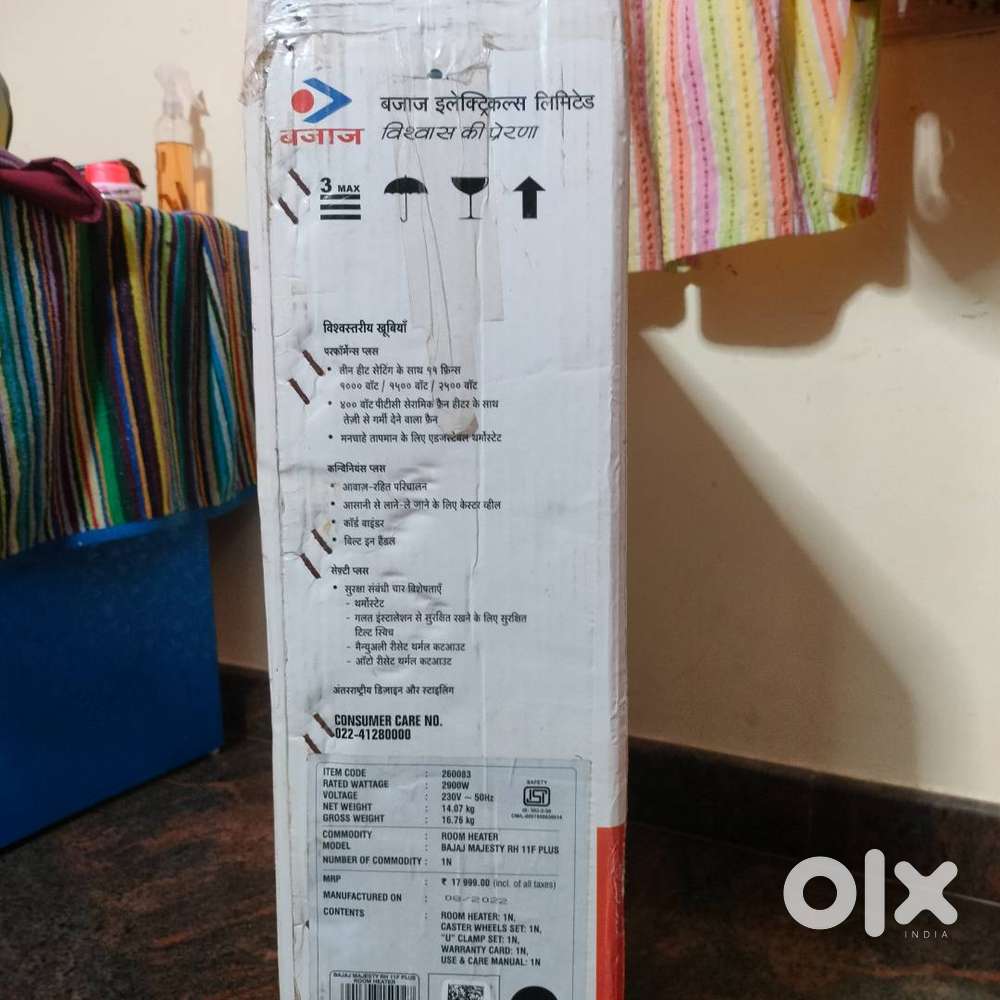 बजाज
बजाज इलेक्ट्रिकल्स लिमिटेड
विश्वास की प्रेरणा
3 MAX
विश्वस्तरीय खूबियाँ
परफॉर्मेन्स प्लस
• तीन हीट सेटिंग के साथ ११ फ़िन्स
१००० वॉट / १५०० वॉट / २५०० वॉट
• ४०० वॉट पीटीसी सेरामिक फ़ैन हीटर के साथ
तेज़ी से गर्मी देने वाला फ़ैन
• मनचाहे तापमान के लिए एडजस्टेबल थर्मोस्टेट
कन्विनियंस प्लस
• आवाज़-रहित परिचालन
• आसानी से लाने-ले जाने के लिए केस्टर व्हील
• कॉर्ड वाइंडर
• बिल्ट इन हैंडल
सेफ़्टी प्लस
• सुरक्षा संबंधी चार विशेषताएँ
- थर्मोस्टेट
- गलत इंस्टालेशन से सुरक्षित रखने के लिए सुरक्षित
टिल्ट स्विच
- मैन्युअली रीसेट थर्मल कटआउट
- ऑटो रीसेट थर्मल कटआउट
अंतरराष्ट्रीय डिज़ाइन और स्टाइलिंग
CONSUMER CARE NO.
022-41280000
ITEM CODE : 260083
RATED WATTAGE : 2900W
VOLTAGE : 230V ~ 50Hz
NET WEIGHT : 14.07 kg
GROSS WEIGHT : 16.76 kg
SAFETY
ISI
COMMODITY : ROOM HEATER
MODEL : BAJAJ MAJESTY RH 11F PLUS
NUMBER OF COMMODITY : 1N
MRP : ₹ 17 999.00 (incl. of all taxes)
MANUFACTURED ON : 08/2022
CONTENTS : ROOM HEATER: 1N,
CASTER WHEELS SET: 1N,
"U" CLAMP SET: 1N,
WARRANTY CARD: 1N,
USE & CARE MANUAL: 1N
BAJAJ MAJESTY RH 11F PLUS
ROOM HEATER
olx
INDIA